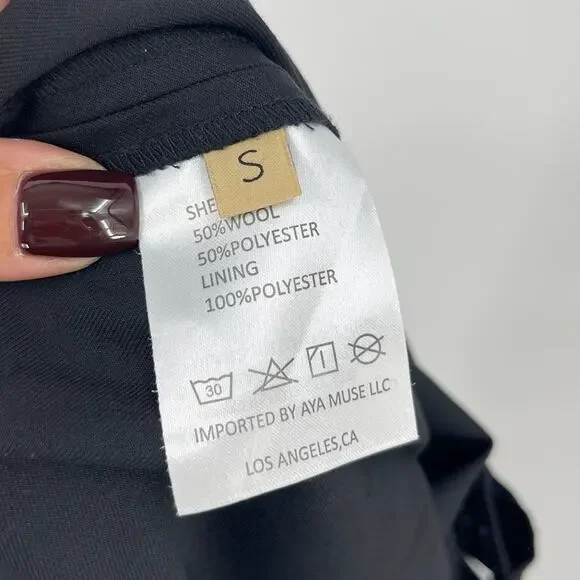 S
SHE
50%WOOL
50%POLYESTER
LINING
100%POLYESTER
30
IMPORTED BY AYA MUSE LLC
LOS ANGELES,CA